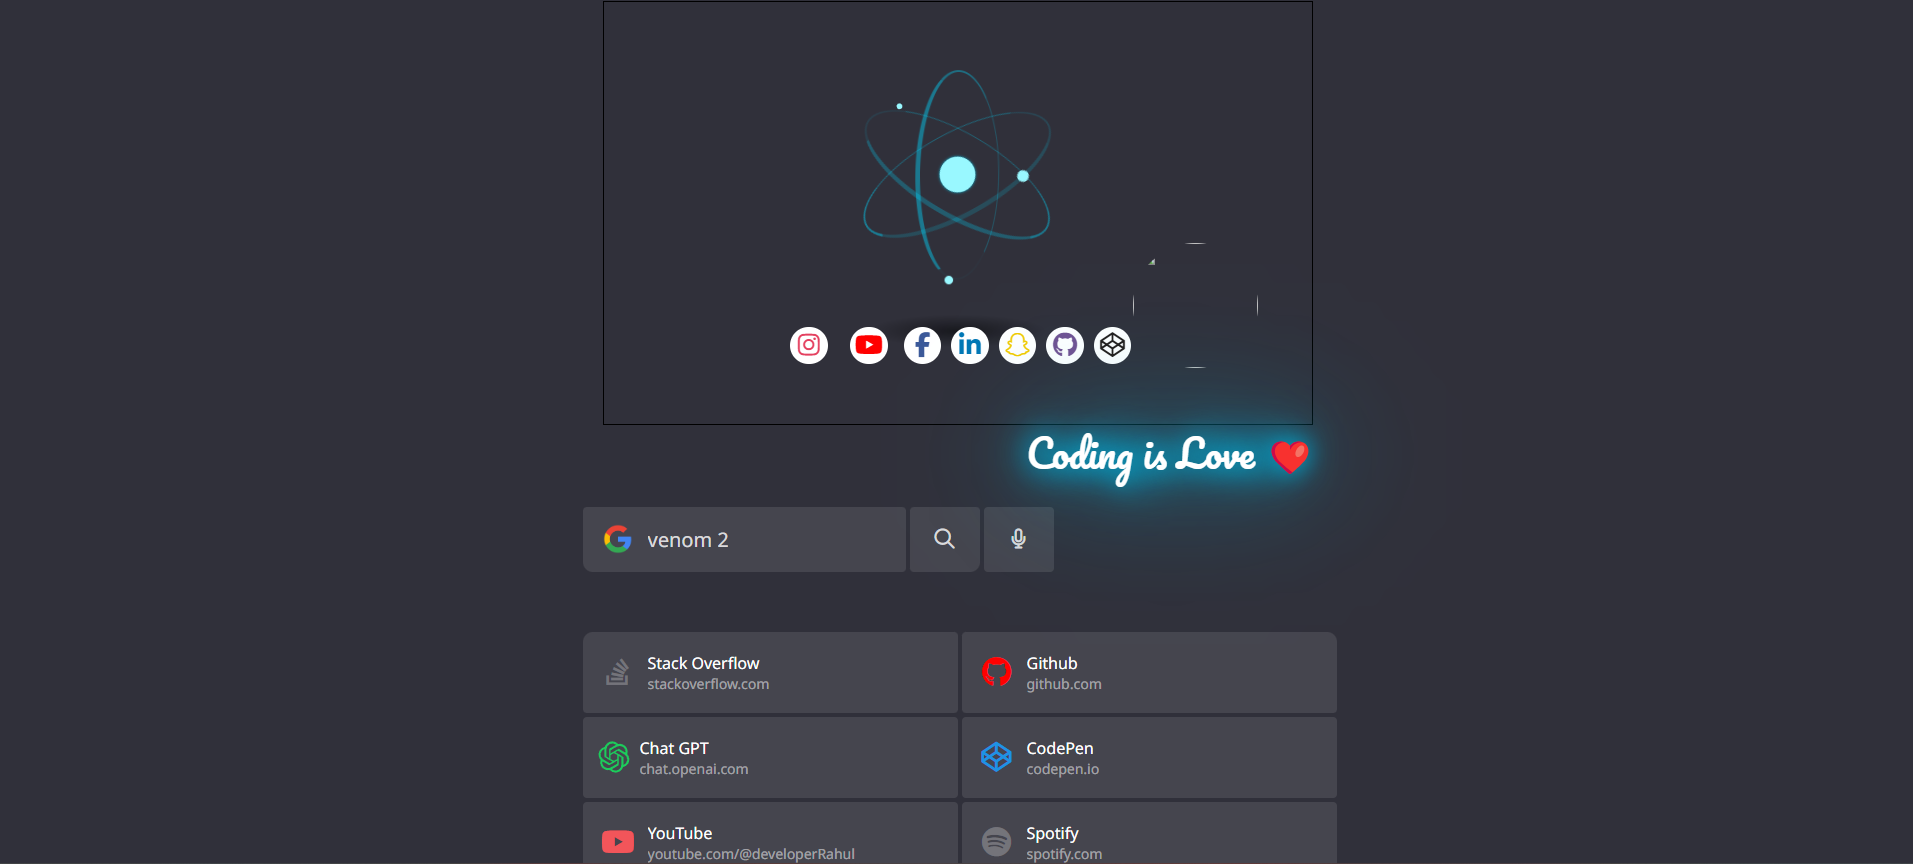 in
Coding is Love ❤️
venom 2
Stack Overflow
stackoverflow.com
Github
github.com
Chat GPT
chat.openai.com
CodePen
codepen.io
YouTube
youtube.com/@developerRahul
Spotify
spotify.com